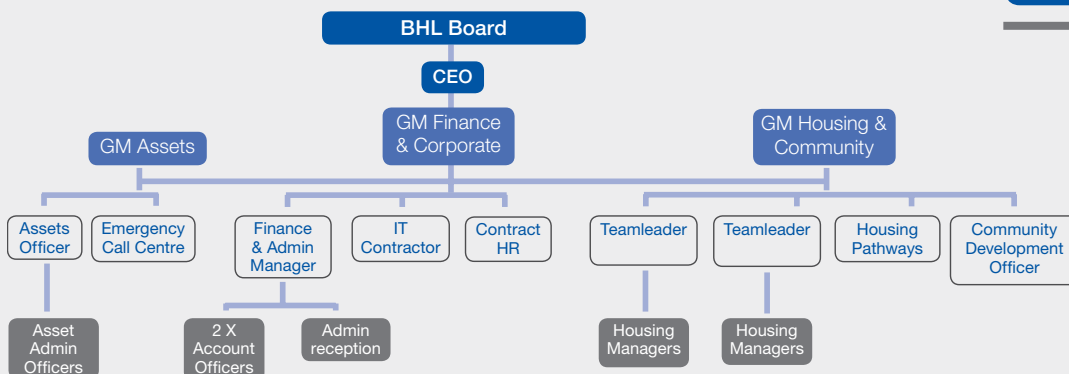 BHL Board
CEO
GM Assets
GM Finance
& Corporate
GM Housing &
Community
Assets
Officer
Emergency
Call Centre
Finance
& Admin
Manager
IT
Contractor
Contract
HR
Teamleader
Teamleader
Housing
Pathways
Community
Development
Officer
Asset
Admin
Officers
2 X
Account
Officers
Admin
reception
Housing
Managers
Housing
Managers